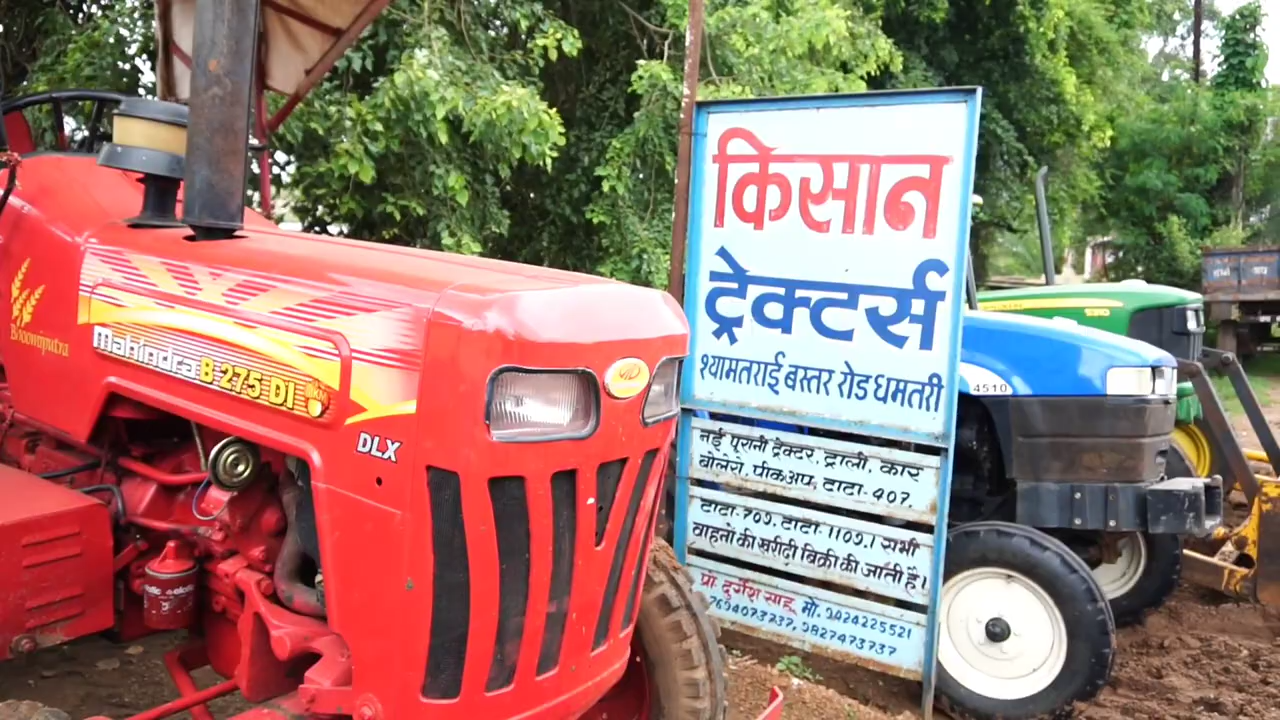 किसान
ट्रेक्टर्स
श्यामतराई बस्तर रोड धमतरी
नई पूरानी ट्रेक्टर, ट्राली, कार
बोलेरो, पीकअप, टाटा-407,
टाटा-709, टाटा-1109, सभी
वाहनों की खरीदी बिक्री की जाती है।
प्रो. दुर्गेश साहू मो. 9424225521
7694073737, 9827473737
Bhoomiputra
Mahindra B 275 DI
DLX
4510
5310